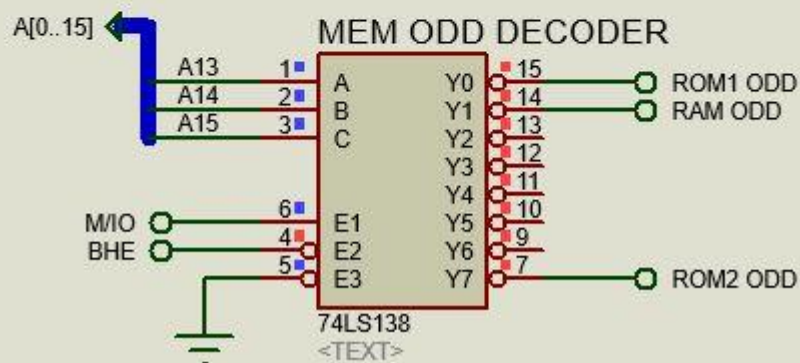 A[0..15]
MEM ODD DECODER
A13 1 A Y0 15 ROM1 ODD
A14 2 B Y1 14 RAM ODD
A15 3 C Y2 13
Y3 12
Y4 11
M/IO 6 E1 Y5 10
BHE 4 E2 Y6 9
5 E3 Y7 7 ROM2 ODD
74LS138
<TEXT>